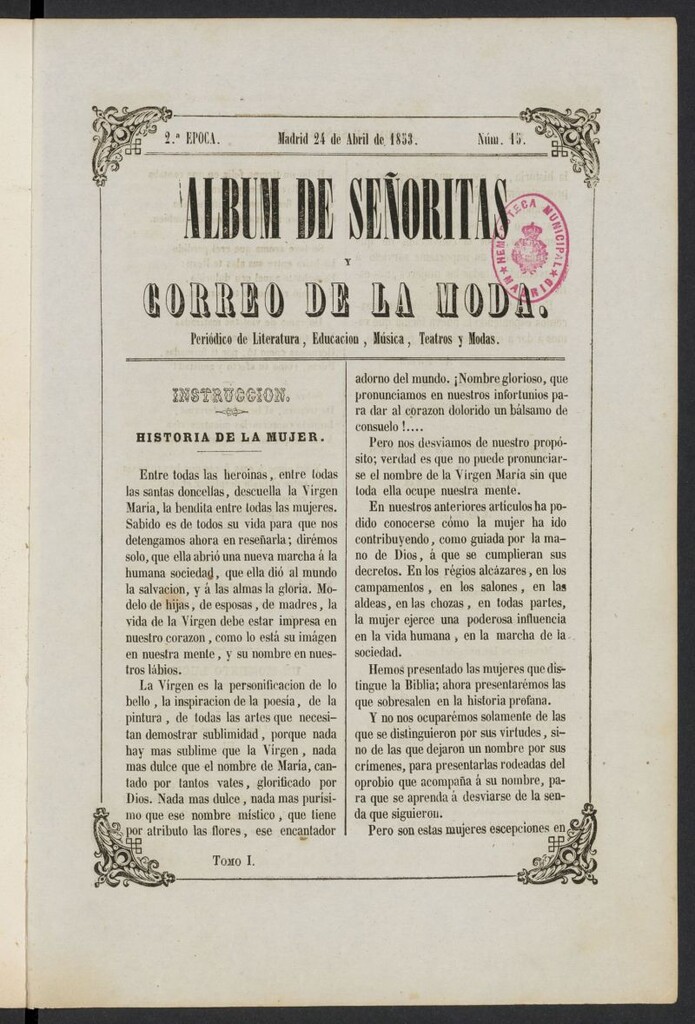 2.ª EPOCA. Madrid 24 de Abril de 1853. Núm. 15.
ALBUM DE SEÑORITAS
Y
CORREO DE LA MODA.
HEMEROTECA MUNICIPAL
MADRID
Periódico de Literatura, Educacion, Música, Teatros y Modas.
INSTRUCCION.
HISTORIA DE LA MUJER.
Entre todas las heroinas, entre todas
las santas doncellas, descuella la Vírgen
María, la bendita entre todas las mujeres.
Sabido es de todos su vida para que nos
detengamos ahora en reseñarla; dirémos
solo, que ella abrió una nueva marcha á la
humana sociedad, que ella dió al mundo
la salvacion, y á las almas la gloria. Mo-
delo de hijas, de esposas, de madres, la
vida de la Vírgen debe estar impresa en
nuestro corazon, como lo está su imágen
en nuestra mente, y su nombre en nues-
tros lábios.
La Vírgen es la personificacion de lo
bello, la inspiracion de la poesía, de la
pintura, de todas las artes que necesi-
tan demostrar sublimidad, porque nada
hay mas sublime que la Vírgen, nada
mas dulce que el nombre de María, can-
tado por tantos vates, glorificado por
Dios. Nada mas dulce, nada mas purísi-
mo que ese nombre místico, que tiene
por atributo las flores, ese encantador
adorno del mundo. ¡Nombre glorioso, que
pronunciamos en nuestros infortunios pa-
ra dar al corazon dolorido un bálsamo de
consuelo!....
Pero nos desviamos de nuestro propó-
sito; verdad es que no puede pronunciar-
se el nombre de la Vírgen María sin que
toda ella ocupe nuestra mente.
En nuestros anteriores artículos ha po-
dido conocerse cómo la mujer ha ido
contribuyendo, como guiada por la ma-
no de Dios, á que se cumplieran sus
decretos. En los régios alcázares, en los
campamentos, en los salones, en las
aldeas, en las chozas, en todas partes,
la mujer ejerce una poderosa influencia
en la vida humana, en la marcha de la
sociedad.
Hemos presentado las mujeres que dis-
tingue la Biblia; ahora presentarémos las
que sobresalen en la historia profana.
Y no nos ocuparémos solamente de las
que se distinguieron por sus virtudes, si-
no de las que dejaron un nombre por sus
crímenes, para presentarlas rodeadas del
oprobio que acompaña á su nombre, pa-
ra que se aprenda á desviarse de la sen-
da que siguieron.
Pero son estas mujeres escepciones en
TOMO I.